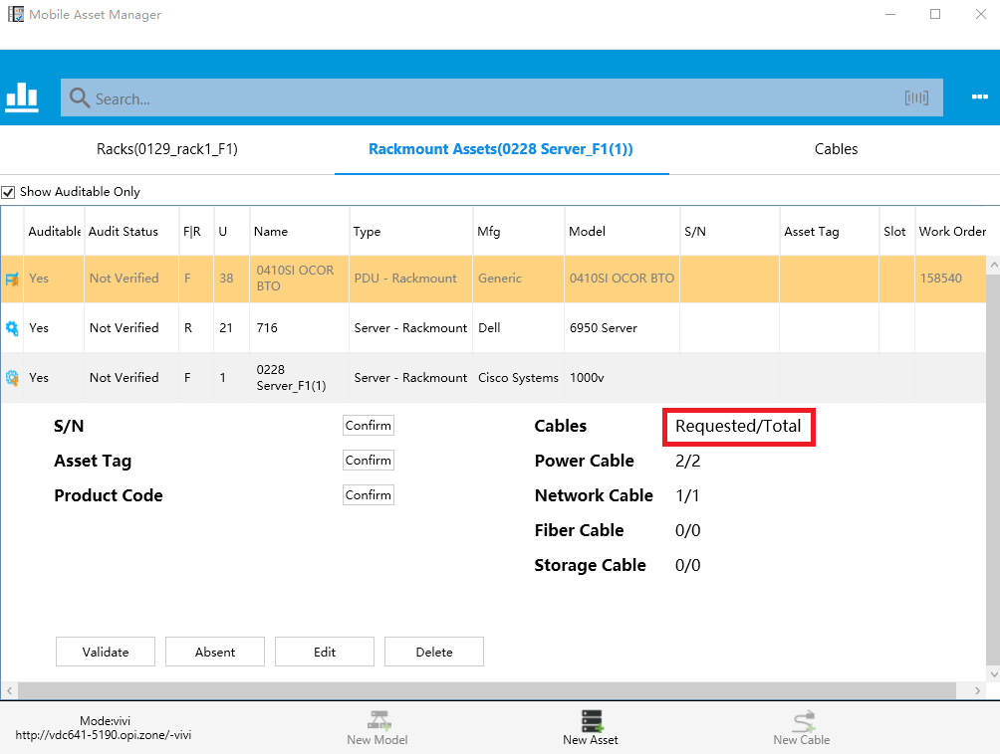 Mobile Asset Manager
Search...
Racks(0129_rack1_F1) Rackmount Assets(0228 Server_F1(1)) Cables
Show Auditable Only
Auditable Audit Status F|R U Name Type Mfg Model S/N Asset Tag Slot Work Order
Yes Not Verified F 38 0410SI OCOR BTO PDU - Rackmount Generic 0410SI OCOR BTO 158540
Yes Not Verified R 21 716 Server - Rackmount Dell 6950 Server
Yes Not Verified F 1 0228 Server_F1(1) Server - Rackmount Cisco Systems 1000v
S/N Confirm Cables Requested/Total
Asset Tag Confirm Power Cable 2/2
Product Code Confirm Network Cable 1/1
Fiber Cable 0/0
Storage Cable 0/0
Validate Absent Edit Delete
Mode:vivi
http://vdc641-5190.opi.zone/-vivi
New Model New Asset New Cable